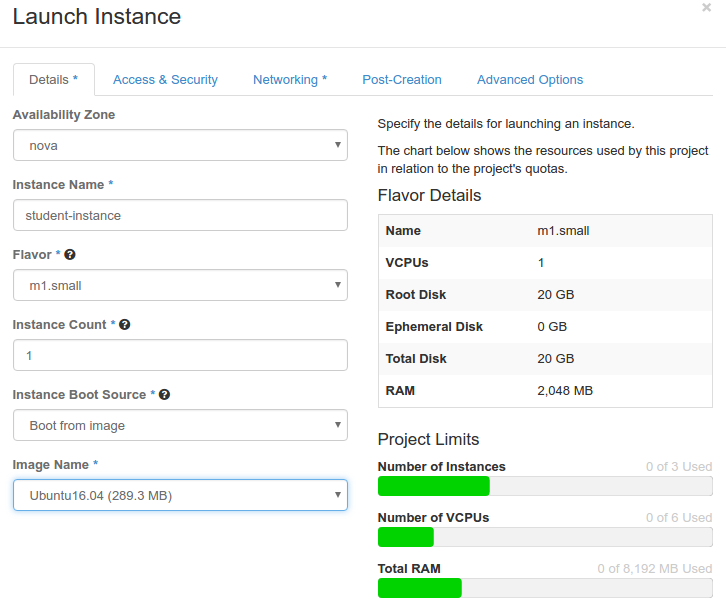 Launch Instance
×
Details *
Access & Security
Networking *
Post-Creation
Advanced Options
Availability Zone
nova
Instance Name *
student-instance
Flavor * ?
m1.small
Instance Count * ?
1
Instance Boot Source * ?
Boot from image
Image Name *
Ubuntu16.04 (289.3 MB)
Specify the details for launching an instance.
The chart below shows the resources used by this project
in relation to the project's quotas.
Flavor Details
Name m1.small
VCPUs 1
Root Disk 20 GB
Ephemeral Disk 0 GB
Total Disk 20 GB
RAM 2,048 MB
Project Limits
Number of Instances 0 of 3 Used
Number of VCPUs 0 of 6 Used
Total RAM 0 of 8,192 MB Used